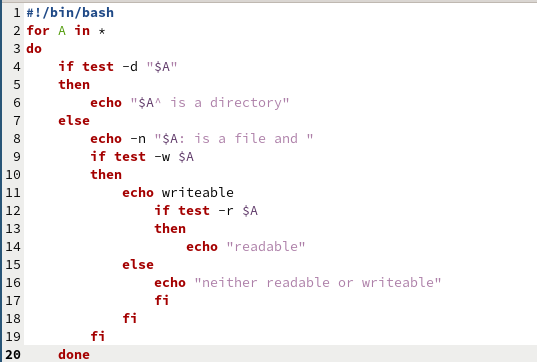 1 #!/bin/bash
2 for A in *
3 do
4     if test -d "$A"
5     then
6         echo "$A^ is a directory"
7     else
8         echo -n "$A: is a file and "
9         if test -w $A
10         then
11             echo writeable
12                 if test -r $A
13                 then
14                     echo "readable"
15             else
16                 echo "neither readable or writeable"
17                 fi
18             fi
19         fi
20     done